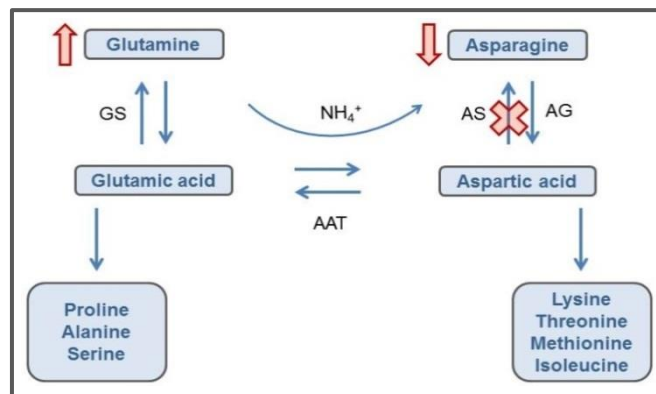 Glutamine
Asparagine
GS
NH₄⁺
AS
AG
Glutamic acid
Aspartic acid
AAT
Proline
Alanine
Serine
Lysine
Threonine
Methionine
Isoleucine